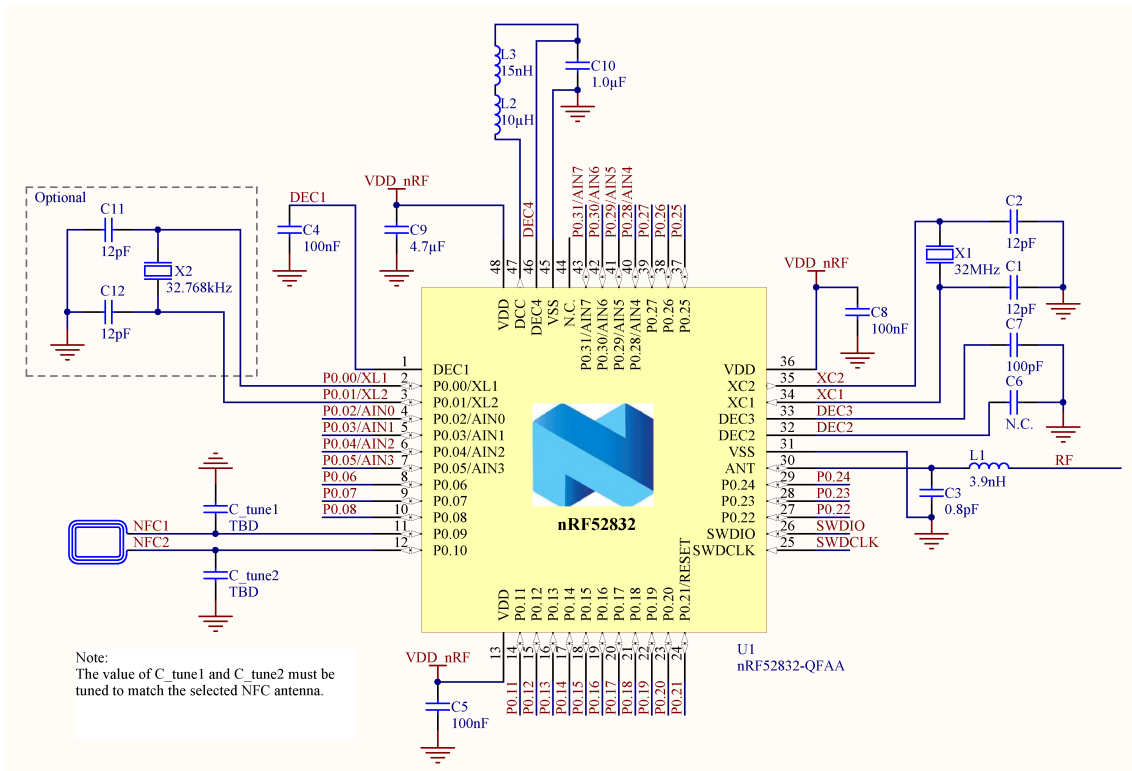 L3
15nH
L2
10µH
C10
1.0µF
VDD_nRF
C9
4.7µF
DEC1
C4
100nF
Optional
C11
12pF
X2
32.768kHz
C12
12pF
DEC4
P0.31/AIN7
P0.30/AIN6
P0.29/AIN5
P0.28/AIN4
P0.27
P0.26
P0.25
48
47
46
45
44
43
42
41
40
39
38
37
VDD
DCC
DEC4
VSS
N.C.
P0.31/AIN7
P0.30/AIN6
P0.29/AIN5
P0.28/AIN4
P0.27
P0.26
P0.25
C2
12pF
X1
32MHz
C1
12pF
VDD_nRF
C8
100nF
C7
100pF
C6
N.C.
1 DEC1
P0.00/XL1 2 P0.00/XL1
P0.01/XL2 3 P0.01/XL2
P0.02/AIN0 4 P0.02/AIN0
P0.03/AIN1 5 P0.03/AIN1
P0.04/AIN2 6 P0.04/AIN2
P0.05/AIN3 7 P0.05/AIN3
P0.06 8 P0.06
P0.07 9 P0.07
P0.08 10 P0.08
11 P0.09
12 P0.10
NFC1
NFC2
C_tune1
TBD
C_tune2
TBD
nRF52832
VDD 36
XC2 35 XC2
XC1 34 XC1
DEC3 33 DEC3
DEC2 32 DEC2
VSS 31
ANT 30
P0.24 29 P0.24
P0.23 28 P0.23
P0.22 27 P0.22
SWDIO 26 SWDIO
SWDCLK 25 SWDCLK
L1
3.9nH
RF
C3
0.8pF
VDD
P0.11
P0.12
P0.13
P0.14
P0.15
P0.16
P0.17
P0.18
P0.19
P0.20
P0.21/RESET
13
14
15
16
17
18
19
20
21
22
23
24
P0.11
P0.12
P0.13
P0.14
P0.15
P0.16
P0.17
P0.18
P0.19
P0.20
P0.21
U1
nRF52832-QFAA
VDD_nRF
C5
100nF
Note:
The value of C_tune1 and C_tune2 must be
tuned to match the selected NFC antenna.